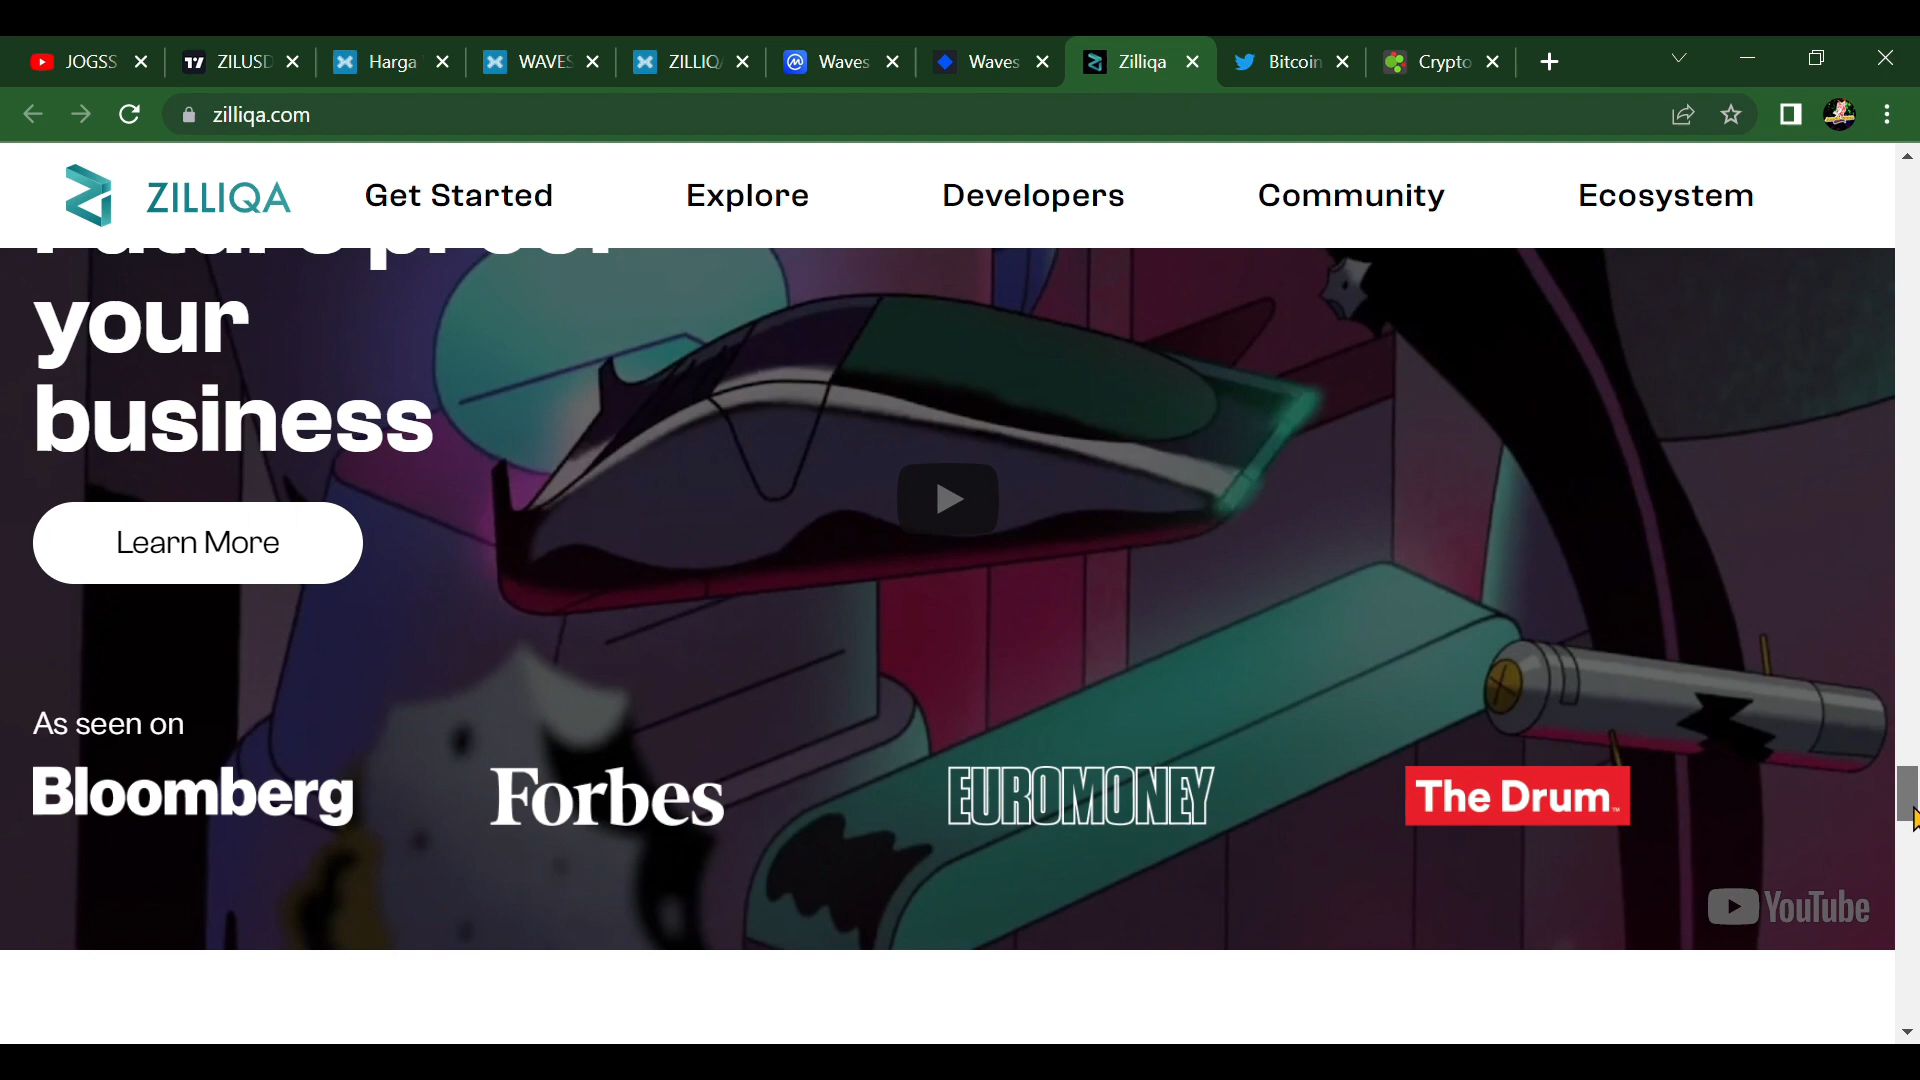 JOGSS
ZILUSD
Harga
WAVES
ZILLIQ
Waves
Waves
Zilliqa
Bitcoin
Crypto
zilliqa.com
ZILLIQA
Get Started
Explore
Developers
Community
Ecosystem
your
business
Learn More
As seen on
Bloomberg
Forbes
EUROMONEY
The Drum
YouTube